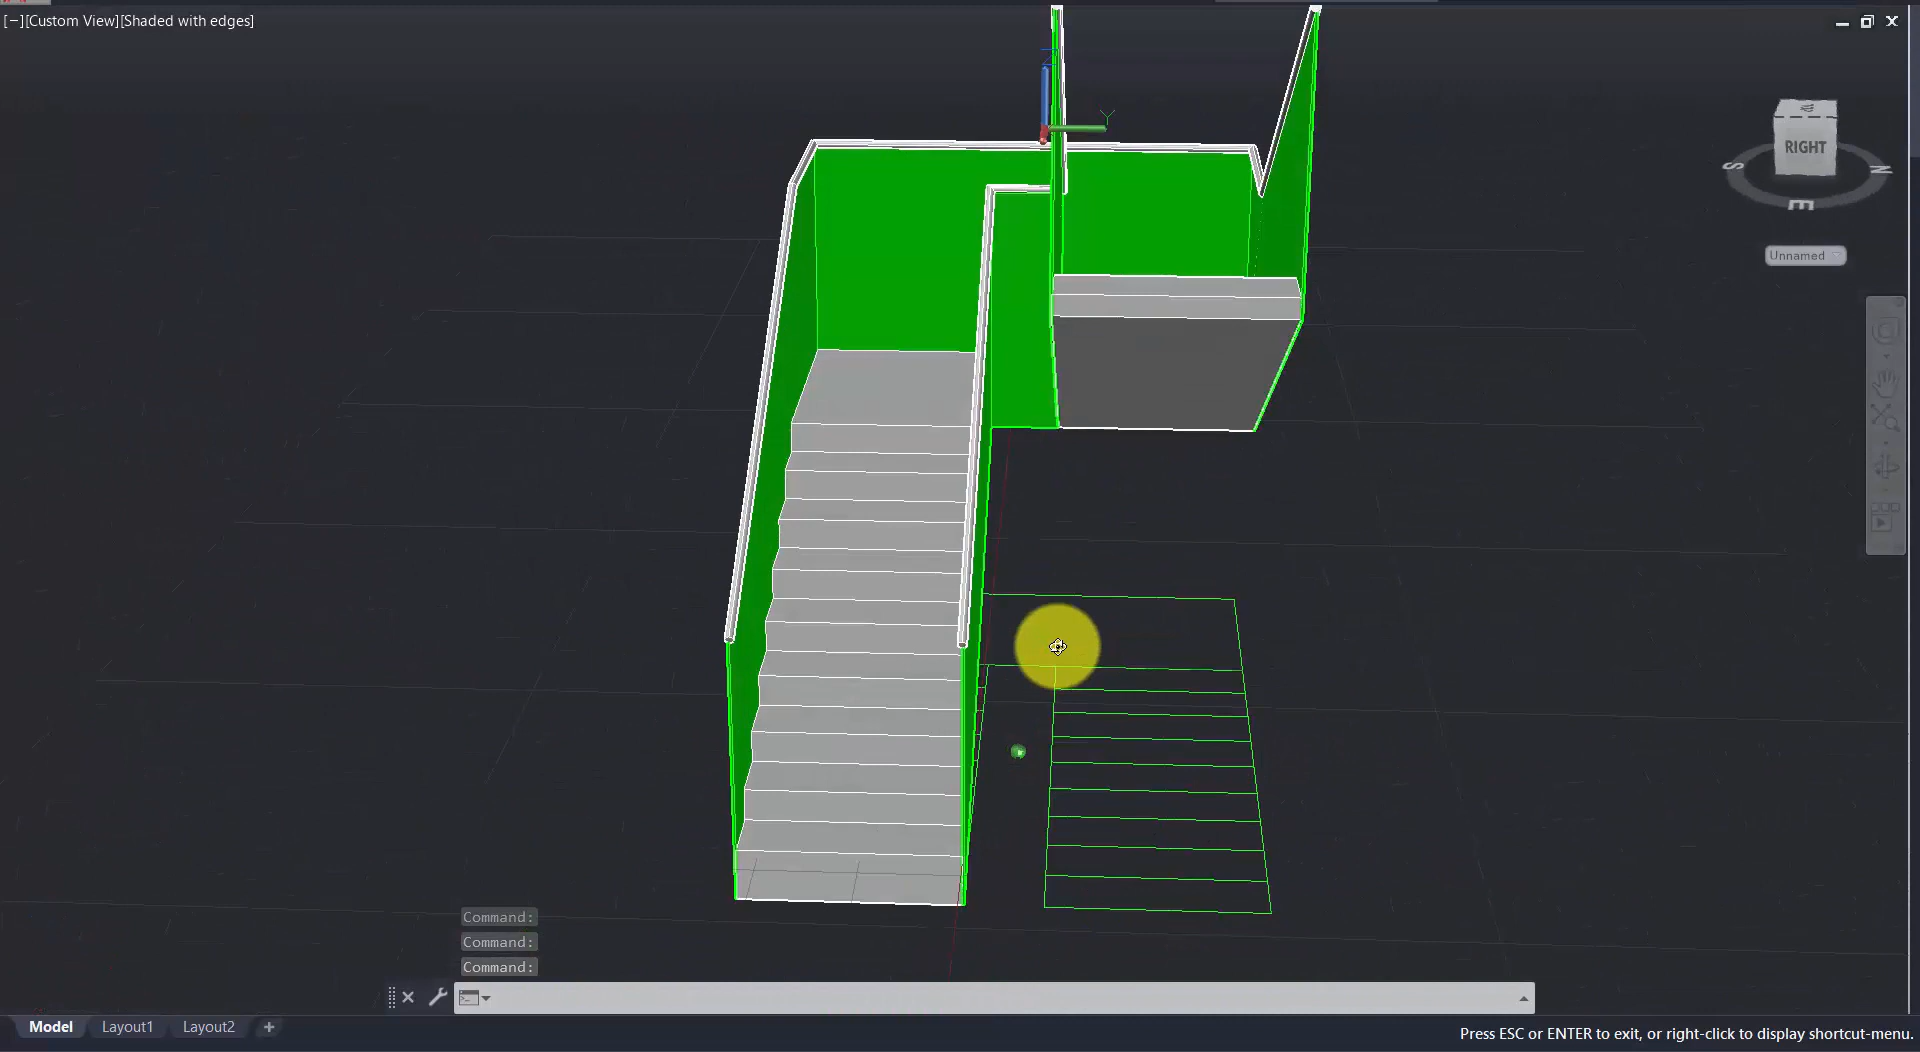 [−][Custom View][Shaded with edges]
Y
RIGHT
S
N
E
Unnamed
Command:
Command:
Command:
Model Layout1 Layout2 +
Press ESC or ENTER to exit, or right-click to display shortcut-menu.